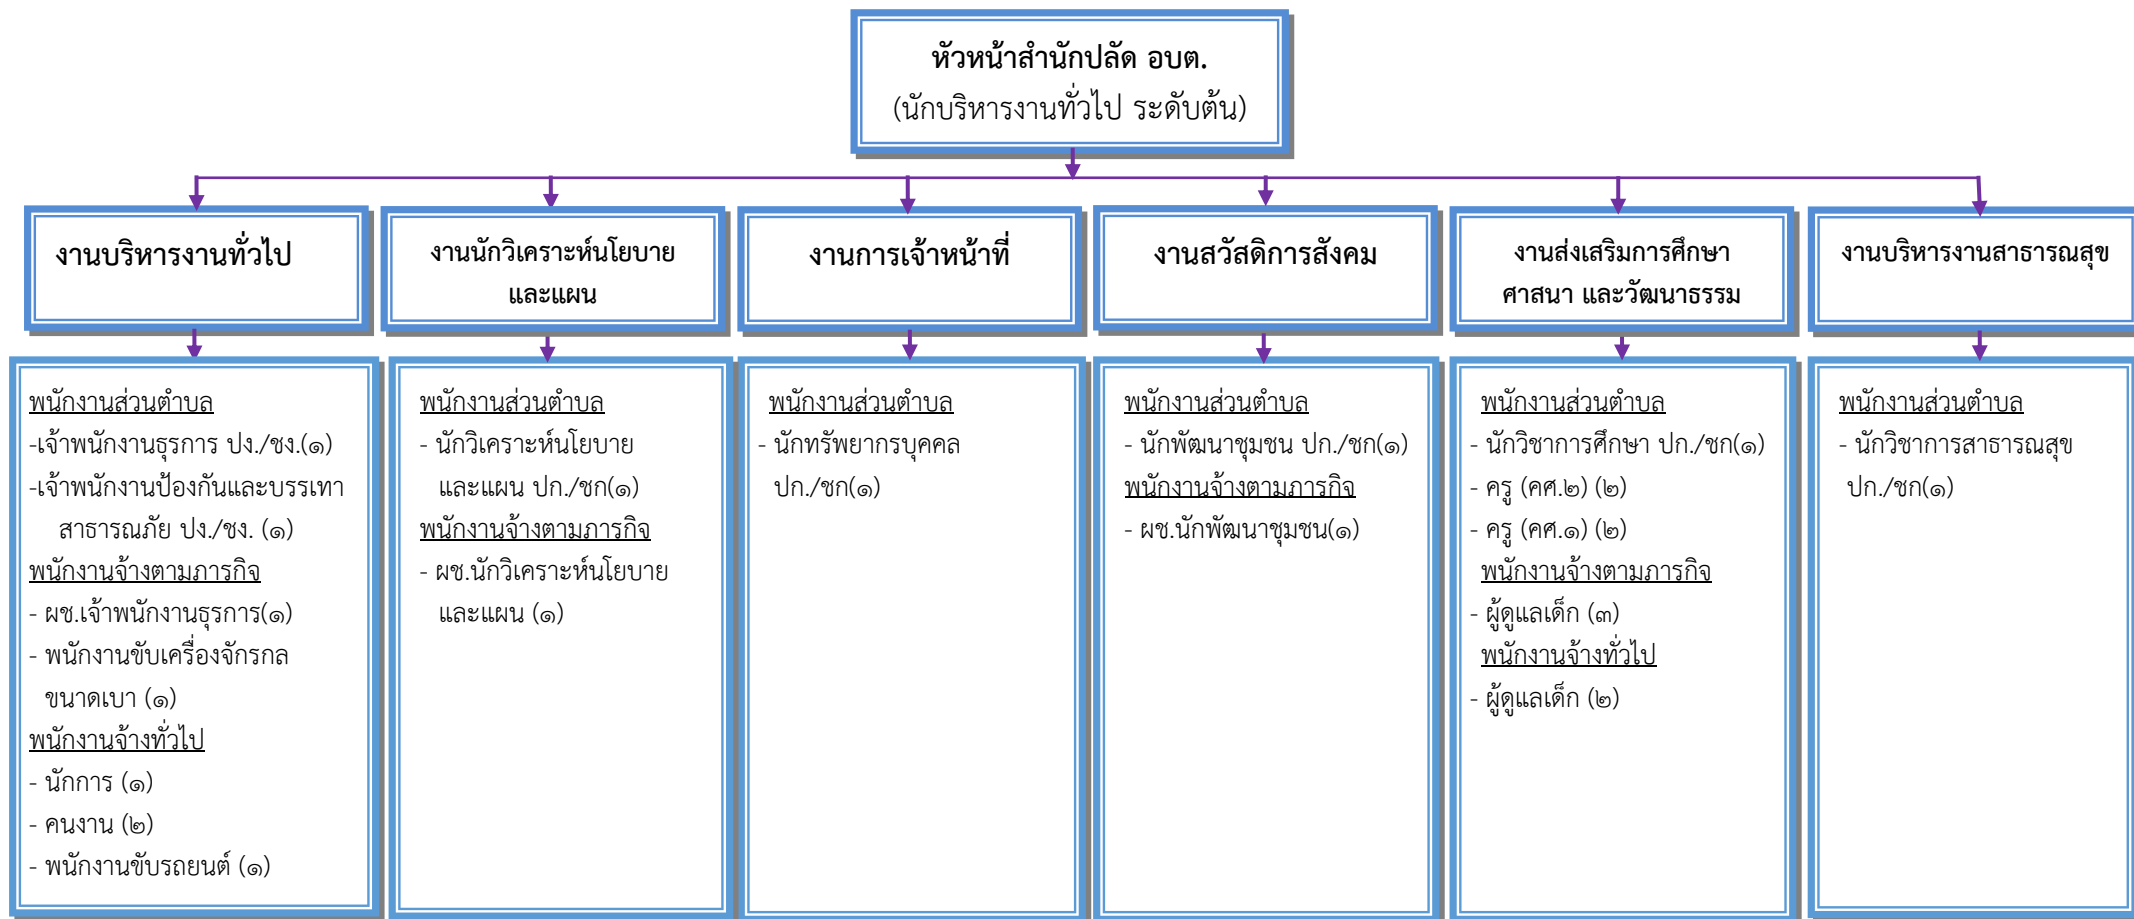 หัวหน้าสำนักปลัด อบต.
(นักบริหารงานทั่วไป ระดับต้น)
งานบริหารงานทั่วไป
งานนักวิเคราะห์นโยบาย
และแผน
งานการเจ้าหน้าที่
งานสวัสดิการสังคม
งานส่งเสริมการศึกษา
ศาสนา และวัฒนาธรรม
งานบริหารงานสาธารณสุข
พนักงานส่วนตำบล
-เจ้าพนักงานธุรการ ปง./ชง.(๑)
-เจ้าพนักงานป้องกันและบรรเทา
สาธารณภัย ปง./ชง. (๑)
พนักงานจ้างตามภารกิจ
- ผช.เจ้าพนักงานธุรการ(๑)
- พนักงานขับเครื่องจักรกล
ขนาดเบา (๑)
พนักงานจ้างทั่วไป
- นักการ (๑)
- คนงาน (๒)
- พนักงานขับรถยนต์ (๑)
พนักงานส่วนตำบล
- นักวิเคราะห์นโยบาย
และแผน ปก./ชก(๑)
พนักงานจ้างตามภารกิจ
- ผช.นักวิเคราะห์นโยบาย
และแผน (๑)
พนักงานส่วนตำบล
- นักทรัพยากรบุคคล
ปก./ชก(๑)
พนักงานส่วนตำบล
- นักพัฒนาชุมชน ปก./ชก(๑)
พนักงานจ้างตามภารกิจ
- ผช.นักพัฒนาชุมชน(๑)
พนักงานส่วนตำบล
- นักวิชาการศึกษา ปก./ชก(๑)
- ครู (คศ.๒) (๒)
- ครู (คศ.๑) (๒)
พนักงานจ้างตามภารกิจ
- ผู้ดูแลเด็ก (๓)
พนักงานจ้างทั่วไป
- ผู้ดูแลเด็ก (๒)
พนักงานส่วนตำบล
- นักวิชาการสาธารณสุข
ปก./ชก(๑)